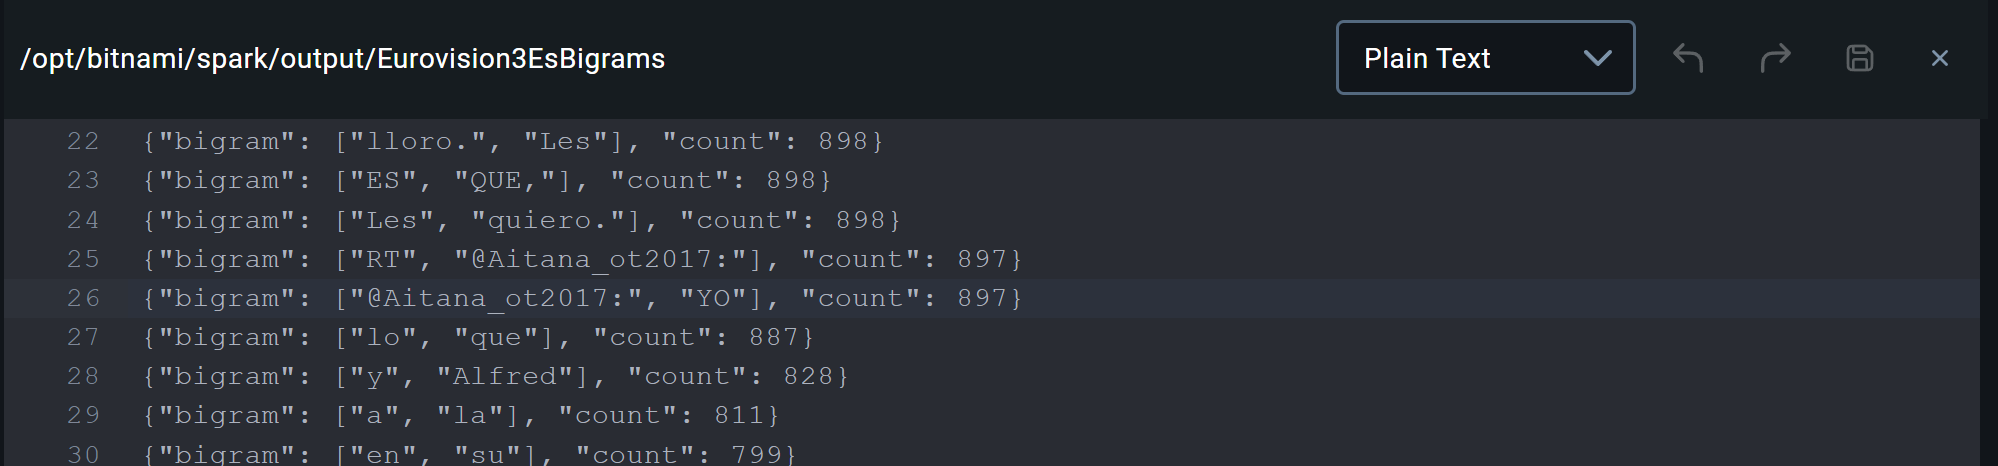 /opt/bitnami/spark/output/Eurovision3EsBigrams
Plain Text
22 {"bigram": ["lloro.", "Les"], "count": 898}
23 {"bigram": ["ES", "QUE,"], "count": 898}
24 {"bigram": ["Les", "quiero."], "count": 898}
25 {"bigram": ["RT", "@Aitana_ot2017:"], "count": 897}
26 {"bigram": ["@Aitana_ot2017:", "YO"], "count": 897}
27 {"bigram": ["lo", "que"], "count": 887}
28 {"bigram": ["y", "Alfred"], "count": 828}
29 {"bigram": ["a", "la"], "count": 811}
30 {"bigram": ["en", "su"], "count": 799}